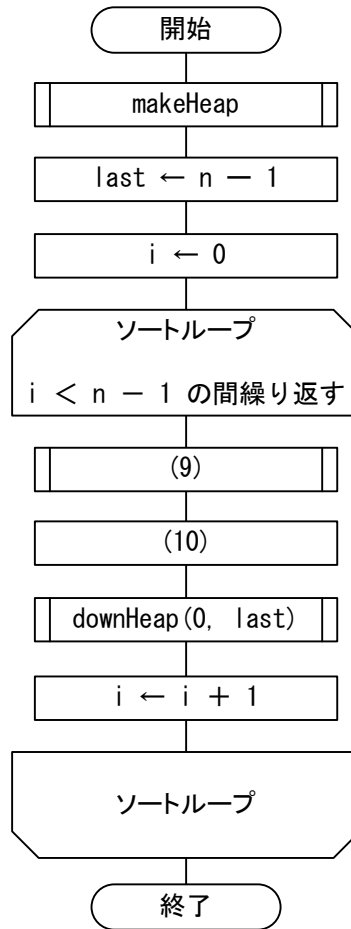 開始
makeHeap
last ← n － 1
i ← 0
ソートループ
i ＜ n － 1 の間繰り返す
(9)
(10)
downHeap(0, last)
i ← i + 1
ソートループ
終了